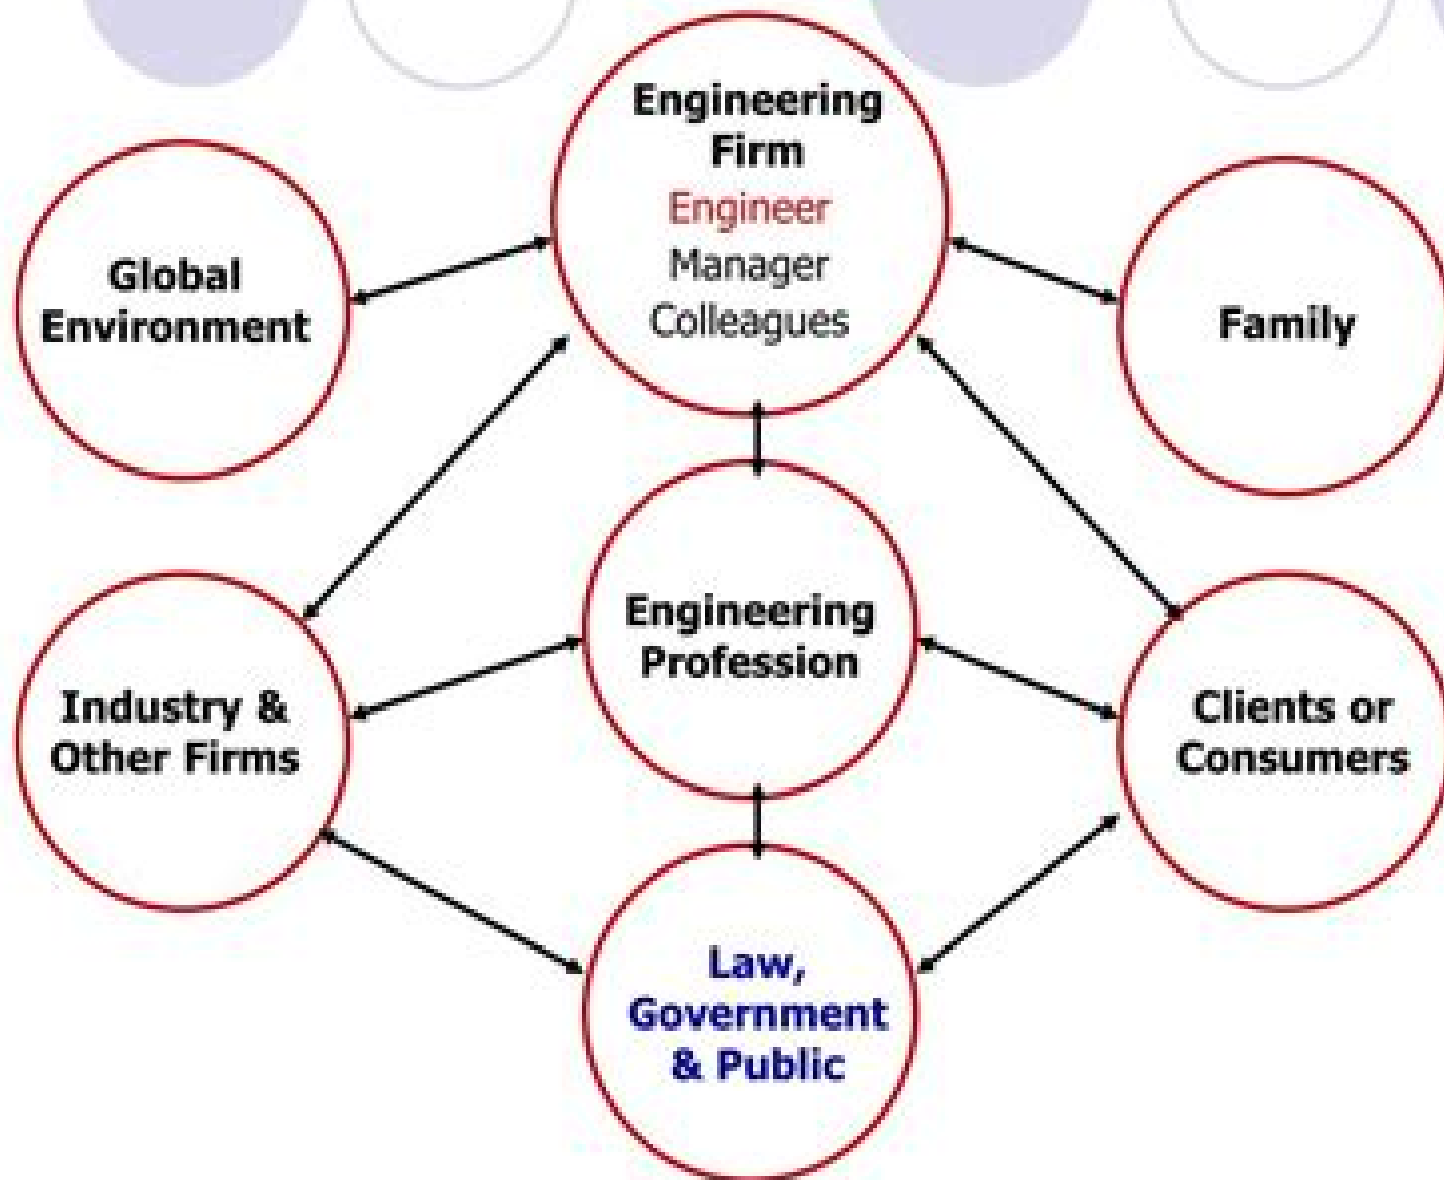 Engineering
Firm
Engineer
Manager
Colleagues
Global
Environment
Family
Engineering
Profession
Industry &
Other Firms
Clients or
Consumers
Law,
Government
& Public